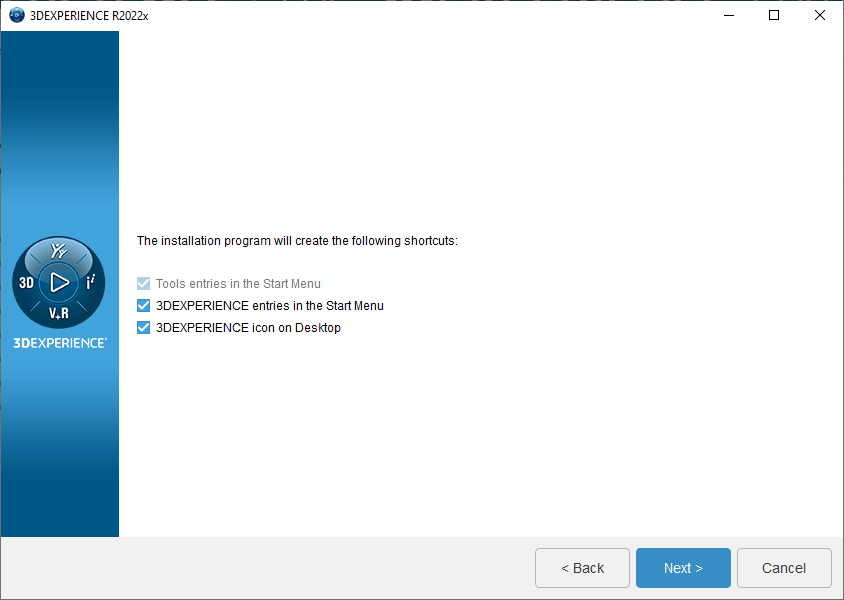 3DEXPERIENCE R2022x
The installation program will create the following shortcuts:
Tools entries in the Start Menu
3DEXPERIENCE entries in the Start Menu
3DEXPERIENCE icon on Desktop
3D
i²
V+R
3DEXPERIENCE
< Back
Next >
Cancel